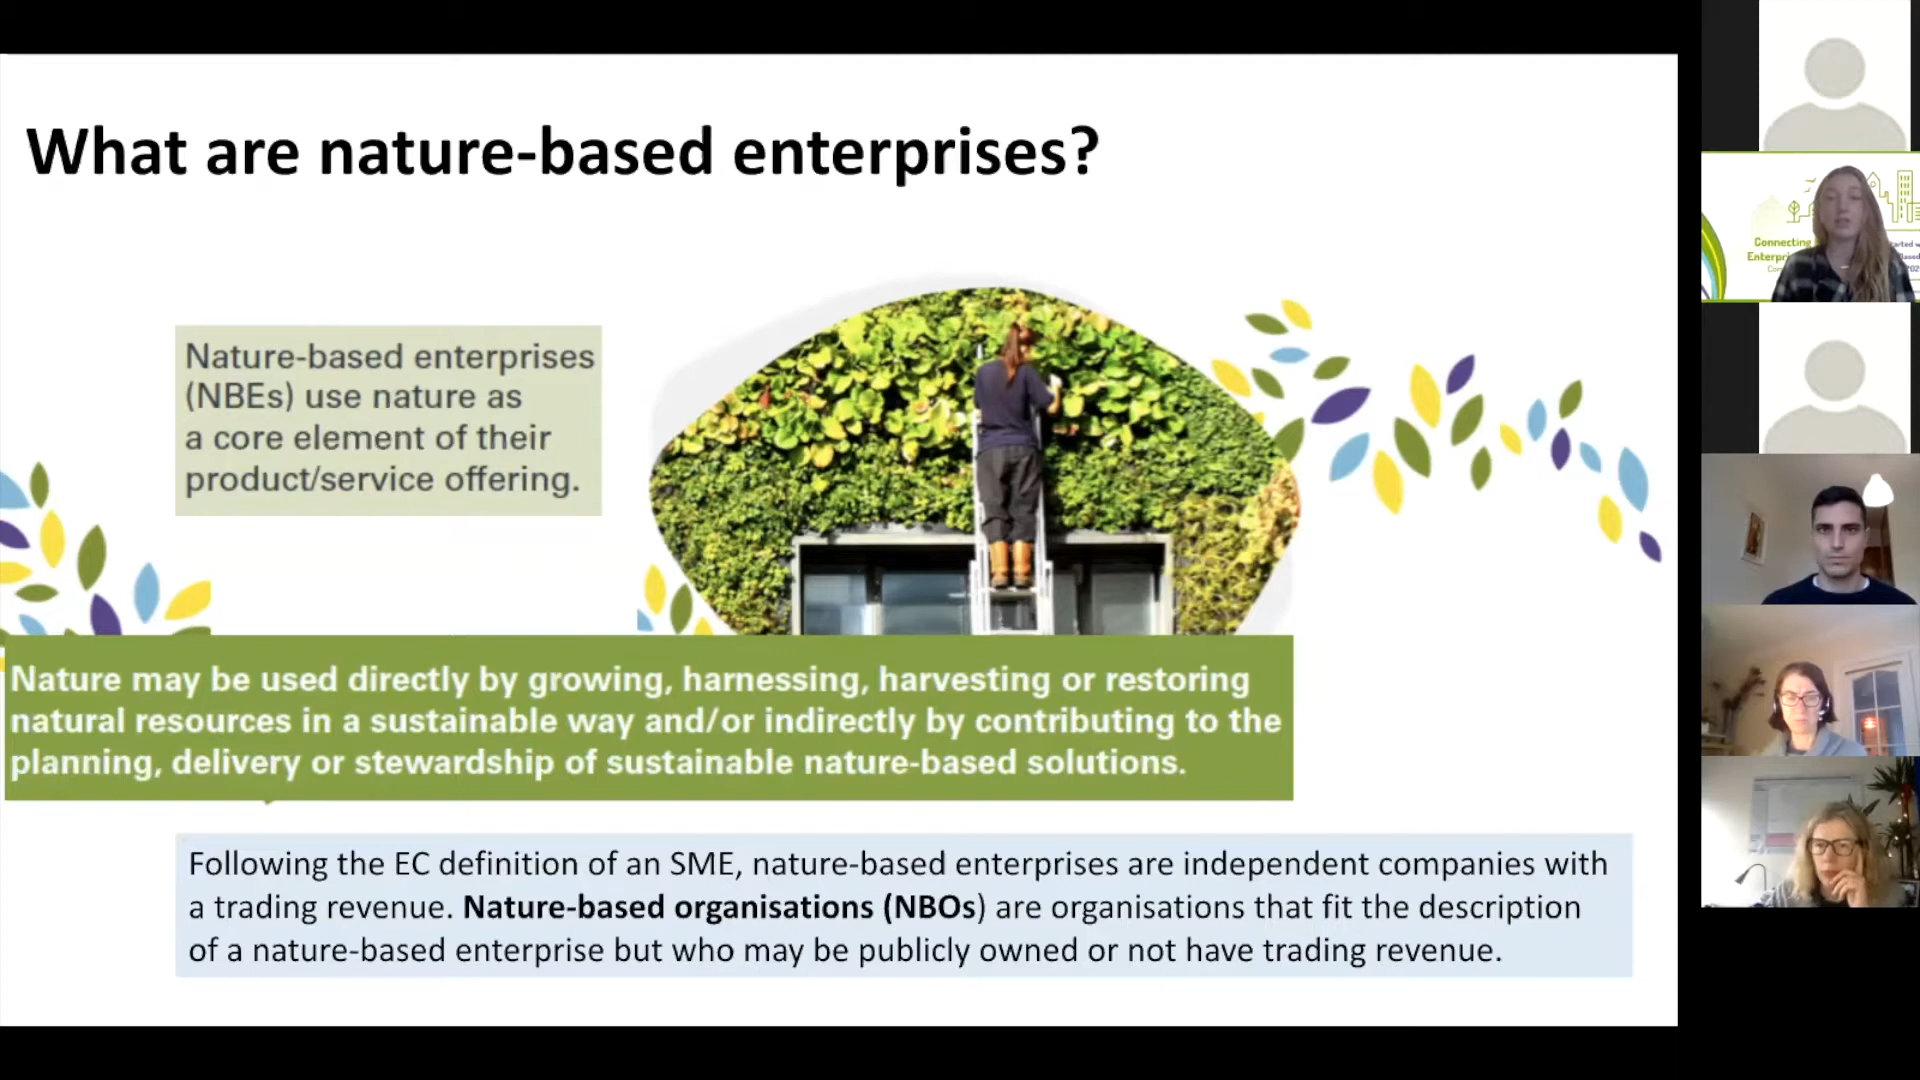 What are nature-based enterprises?
Nature-based enterprises
(NBEs) use nature as
a core element of their
product/service offering.
Nature may be used directly by growing, harnessing, harvesting or restoring
natural resources in a sustainable way and/or indirectly by contributing to the
planning, delivery or stewardship of sustainable nature-based solutions.
Following the EC definition of an SME, nature-based enterprises are independent companies with
a trading revenue. Nature-based organisations (NBOs) are organisations that fit the description
of a nature-based enterprise but who may be publicly owned or not have trading revenue.
Connecting